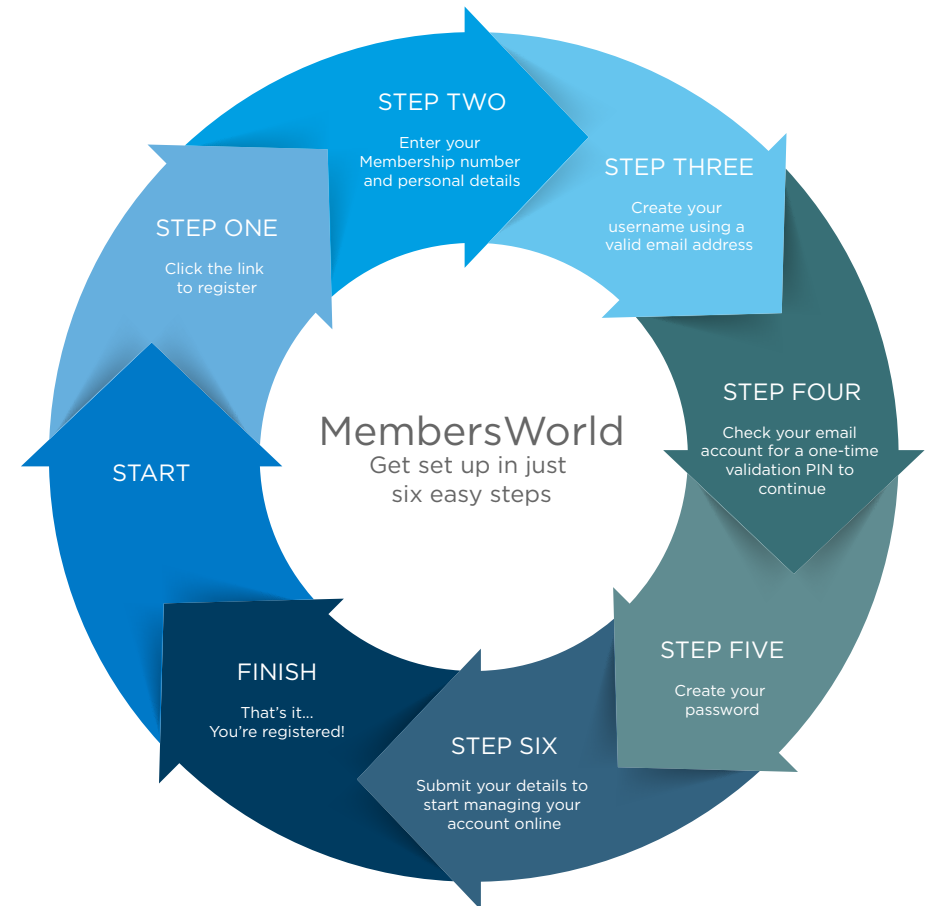 MembersWorld
Get set up in just
six easy steps
START
STEP ONE
Click the link
to register
STEP TWO
Enter your
Membership number
and personal details
STEP THREE
Create your
username using a
valid email address
STEP FOUR
Check your email
account for a one-time
validation PIN to
continue
STEP FIVE
Create your
password
STEP SIX
Submit your details to
start managing your
account online
FINISH
That’s it...
You’re registered!